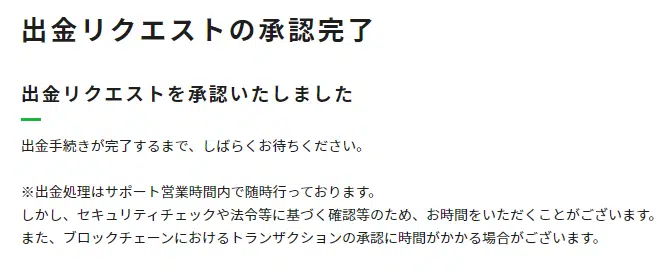 出金リクエストの承認完了
出金リクエストを承認いたしました
出金手続きが完了するまで、しばらくお待ちください。
※出金処理はサポート営業時間内で随時行っております。
しかし、セキュリティチェックや法令等に基づく確認等のため、お時間をいただくことがございます。
また、ブロックチェーンにおけるトランザクションの承認に時間がかかる場合がございます。